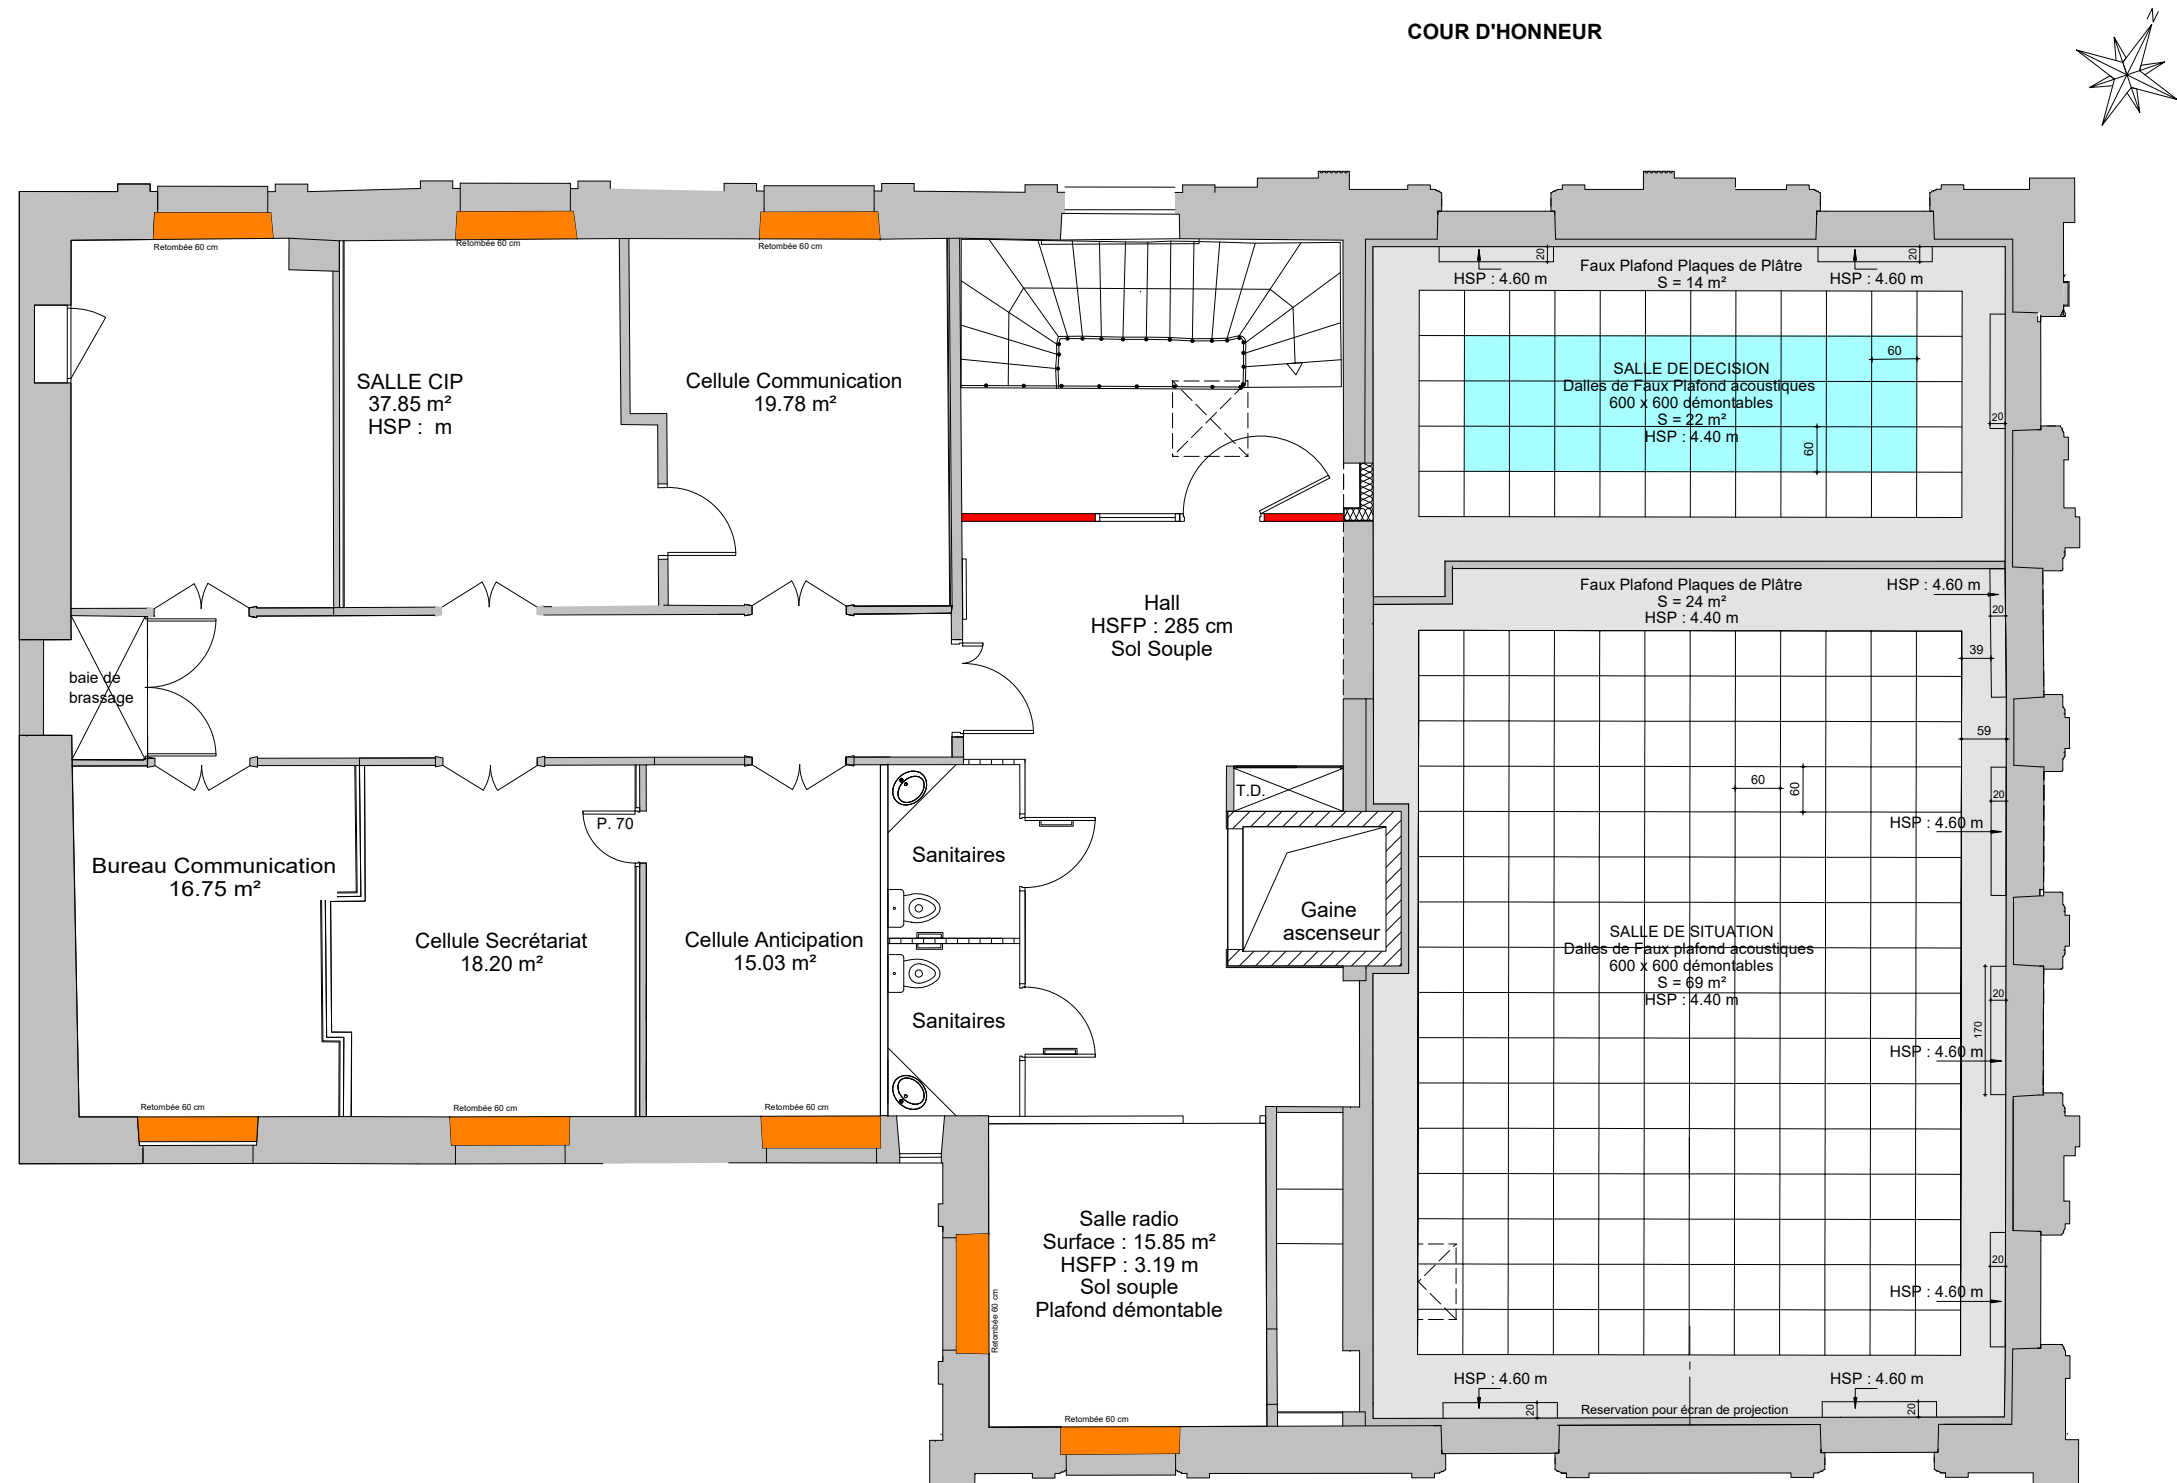 COUR D'HONNEUR
N
Retombée 60 cm
Retombée 60 cm
Retombée 60 cm
20
HSP : 4.60 m
Faux Plafond Plaques de Plâtre
S = 14 m²
20
HSP : 4.60 m
SALLE CIP
37.85 m²
HSP :  m
Cellule Communication
19.78 m²
60
SALLE DE DECISION
Dalles de Faux Plafond acoustiques
600 x 600 démontables
S = 22 m²
HSP : 4.40 m
60
20
Hall
HSFP : 285 cm
Sol Souple
Faux Plafond Plaques de Plâtre
S = 24 m²
HSP : 4.40 m
HSP : 4.60 m
20
39
59
baie de
brassage
T.D.
60
60
20
HSP : 4.60 m
P. 70
Bureau Communication
16.75 m²
Sanitaires
Cellule Secrétariat
18.20 m²
Cellule Anticipation
15.03 m²
Gaine
ascenseur
SALLE DE SITUATION
Dalles de Faux plafond acoustiques
600 x 600 démontables
S = 69 m²
HSP : 4.40 m
20
170
HSP : 4.60 m
Sanitaires
Retombée 60 cm
Retombée 60 cm
Retombée 60 cm
Salle radio
Surface : 15.85 m²
HSFP : 3.19 m
Sol souple
Plafond démontable
Retombée 60 cm
20
HSP : 4.60 m
HSP : 4.60 m
HSP : 4.60 m
20
Reservation pour écran de projection
20
Retombée 60 cm